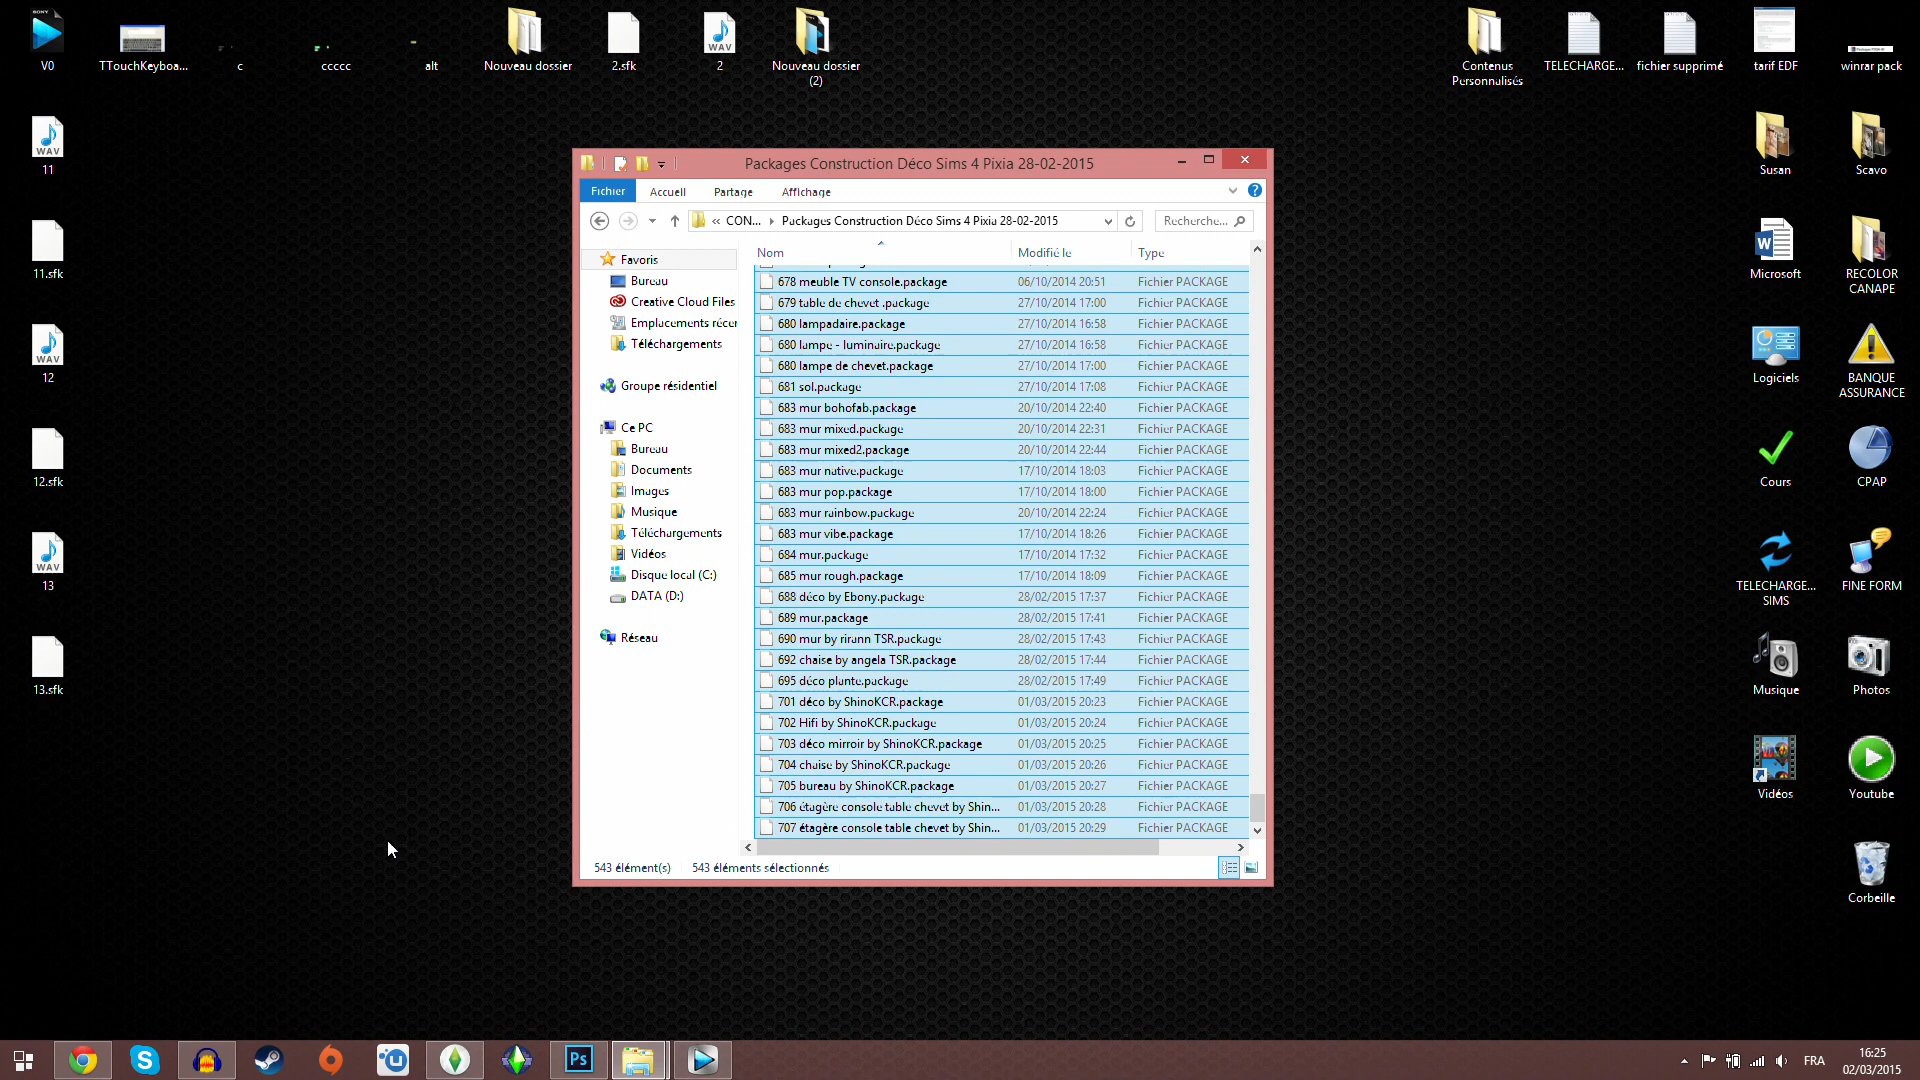 V0
TTouchKeyboa...
c
ccccc
alt
Nouveau dossier
2.sfk
WAV
2
Nouveau dossier
(2)
Contenus
Personnalisés
TELECHARGE...
fichier supprimé
tarif EDF
winrar pack
WAV
11
11.sfk
WAV
12
12.sfk
WAV
13
13.sfk
Packages Construction Déco Sims 4 Pixia 28-02-2015
Fichier
Accueil
Partage
Affichage
« CON...
Packages Construction Déco Sims 4 Pixia 28-02-2015
Recherche...
Favoris
Bureau
Creative Cloud Files
Emplacements récer
Téléchargements
Groupe résidentiel
Ce PC
Bureau
Documents
Images
Musique
Téléchargements
Vidéos
Disque local (C:)
DATA (D:)
Réseau
Nom Modifié le Type
678 meuble TV console.package 06/10/2014 20:51 Fichier PACKAGE
679 table de chevet .package 27/10/2014 17:00 Fichier PACKAGE
680 lampadaire.package 27/10/2014 16:58 Fichier PACKAGE
680 lampe - luminaire.package 27/10/2014 16:58 Fichier PACKAGE
680 lampe de chevet.package 27/10/2014 17:00 Fichier PACKAGE
681 sol.package 27/10/2014 17:08 Fichier PACKAGE
683 mur bohofab.package 20/10/2014 22:40 Fichier PACKAGE
683 mur mixed.package 20/10/2014 22:31 Fichier PACKAGE
683 mur mixed2.package 20/10/2014 22:44 Fichier PACKAGE
683 mur native.package 17/10/2014 18:03 Fichier PACKAGE
683 mur pop.package 17/10/2014 18:00 Fichier PACKAGE
683 mur rainbow.package 20/10/2014 22:24 Fichier PACKAGE
683 mur vibe.package 17/10/2014 18:26 Fichier PACKAGE
684 mur.package 17/10/2014 17:32 Fichier PACKAGE
685 mur rough.package 17/10/2014 18:09 Fichier PACKAGE
688 déco by Ebony.package 28/02/2015 17:37 Fichier PACKAGE
689 mur.package 28/02/2015 17:41 Fichier PACKAGE
690 mur by rirann TSR.package 28/02/2015 17:43 Fichier PACKAGE
692 chaise by angela TSR.package 28/02/2015 17:44 Fichier PACKAGE
695 déco plante.package 28/02/2015 17:49 Fichier PACKAGE
701 déco by ShinoKCR.package 01/03/2015 20:23 Fichier PACKAGE
702 Hifi by ShinoKCR.package 01/03/2015 20:24 Fichier PACKAGE
703 déco mirroir by ShinoKCR.package 01/03/2015 20:25 Fichier PACKAGE
704 chaise by ShinoKCR.package 01/03/2015 20:26 Fichier PACKAGE
705 bureau by ShinoKCR.package 01/03/2015 20:27 Fichier PACKAGE
706 étagère console table chevet by Shin... 01/03/2015 20:28 Fichier PACKAGE
707 étagère console table chevet by Shin... 01/03/2015 20:29 Fichier PACKAGE
543 élément(s)
543 éléments sélectionnés
Susan
Scavo
Microsoft
RECOLOR
CANAPE
Logiciels
BANQUE
ASSURANCE
Cours
CPAP
TELECHARGE...
SIMS
FINE FORM
Musique
Photos
Vidéos
Youtube
Corbeille
Ps
FRA
16:25
02/03/2015